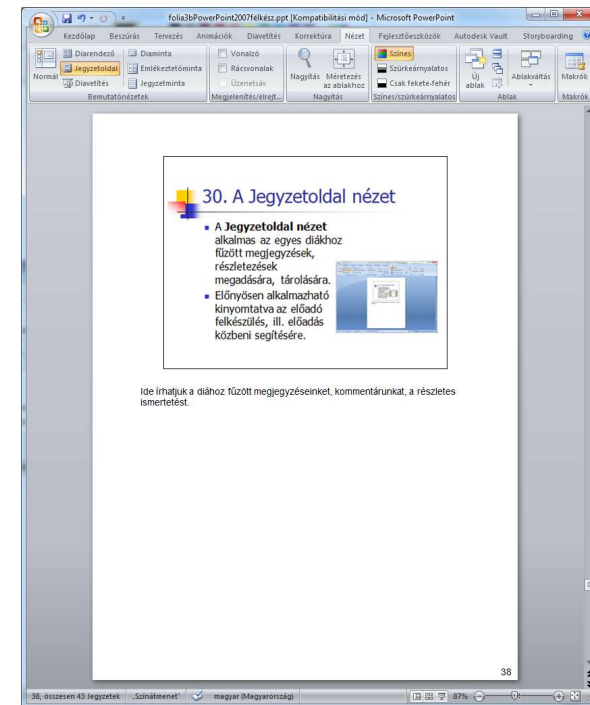 folia3bPowerPoint2007félkész.ppt [Kompatibilitási mód] - Microsoft PowerPoint
Kezdőlap Beszúrás Tervezés Animációk Diavetítés Korrektúra Nézet Fejlesztőeszközök Autodesk Vault Storyboarding
Normál
Diarendező Diaminta
Jegyzetoldal Emlékeztetőminta
Diavetítés Jegyzetminta
Bemutatónézetek
Vonalzó
Rácsvonalak
Üzenetsáv
Megjelenítés/elrejt...
Nagyítás Méretezés az ablakhoz
Nagyítás
Színes
Szürkeárnyalatos
Csak fekete-fehér
Színes/szürkeárnyalatos
Új ablak
Ablakváltás
Ablak
Makrók
Makrók
30. A Jegyzetoldal nézet
A Jegyzetoldal nézet
alkalmas az egyes diákhoz
fűzött megjegyzések,
részletezések
megadására, tárolására.
Előnyösen alkalmazható
kinyomtatva az előadó
felkészülés, ill. előadás
közbeni segítésére.
Ide írhatjuk a diához fűzött megjegyzéseinket, kommentárunkat, a részletes
ismertetést.
38
38, összesen 43 Jegyzetek „Színátmenet" magyar (Magyarország) 87%